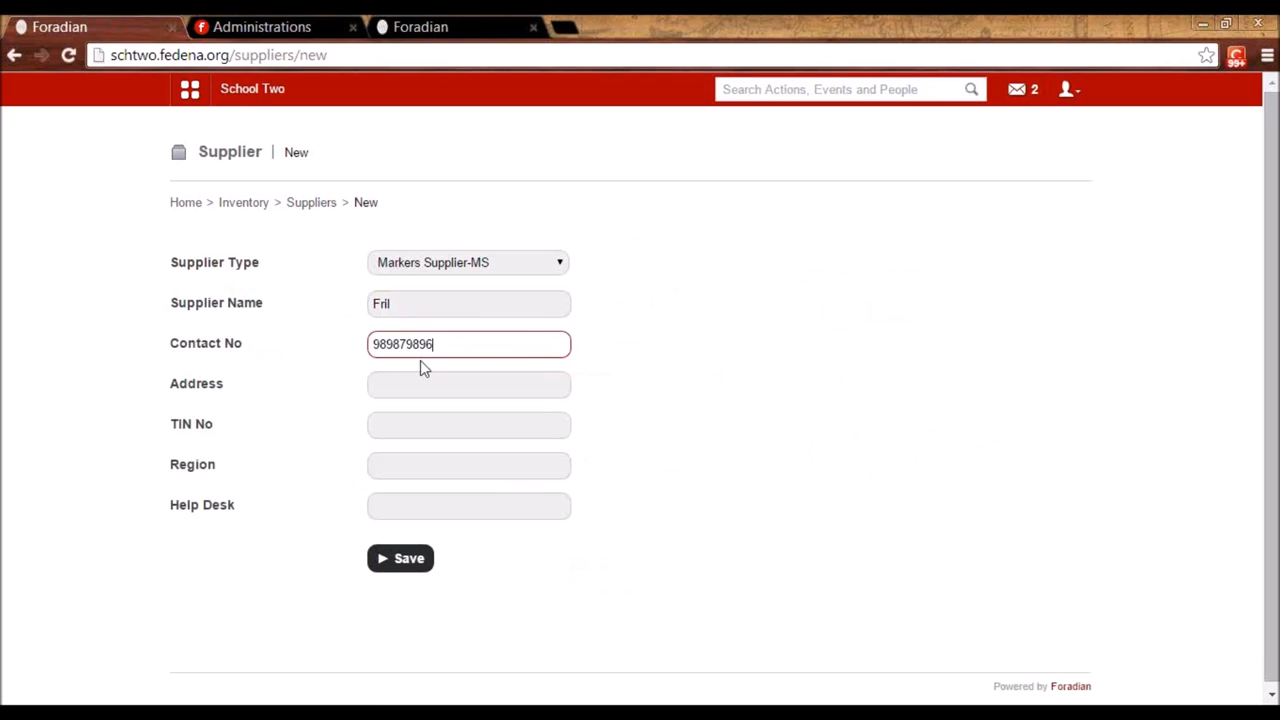 Foradian Administrations Foradian
schtwo.fedena.org/suppliers/new
99+
School Two Search Actions, Events and People 2
Supplier | New
Home > Inventory > Suppliers > New
Supplier Type Markers Supplier-MS
Supplier Name Fril
Contact No 989879896
Address
TIN No
Region
Help Desk
Save
Powered by Foradian